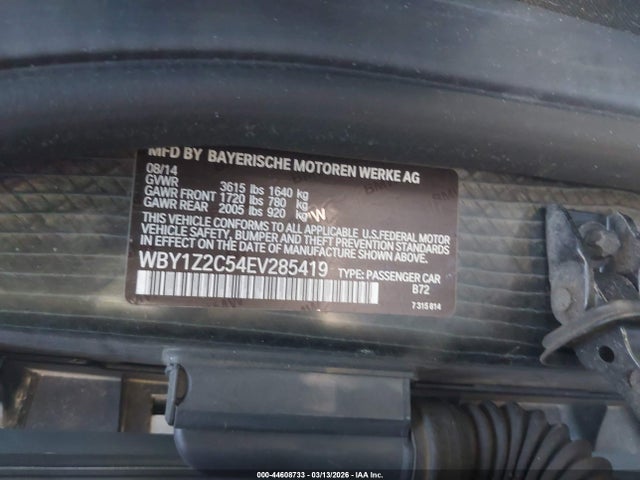 MFD BY BAYERISCHE MOTOREN WERKE AG
08/14
GVWR 3615 lbs 1640 kg
GAWR FRONT 1720 lbs 780 kg
GAWR REAR 2005 lbs 920 kg
THIS VEHICLE CONFORMS TO ALL APPLICABLE U.S.FEDERAL MOTOR
VEHICLE SAFETY, BUMPER AND THEFT PREVENTION STANDARDS
IN EFFECT ON THE DATE OF MANUFACTURE SHOWN ABOVE.
WBY1Z2C54EV285419 TYPE: PASSENGER CAR
B72
7 315 814
000-44608733 - 03/13/2026 - IAA Inc.